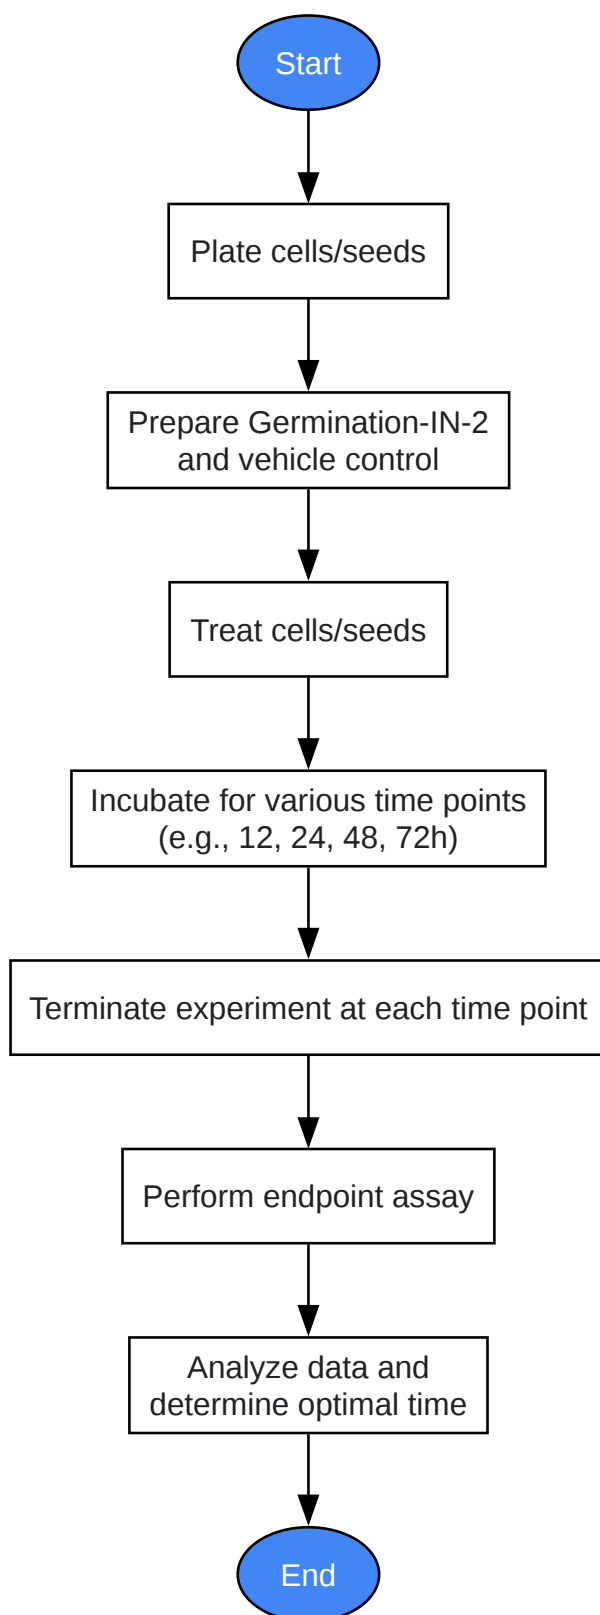 Start
Plate cells/seeds
Prepare Germination-IN-2
and vehicle control
Treat cells/seeds
Incubate for various time points
(e.g., 12, 24, 48, 72h)
Terminate experiment at each time point
Perform endpoint assay
Analyze data and
determine optimal time
End